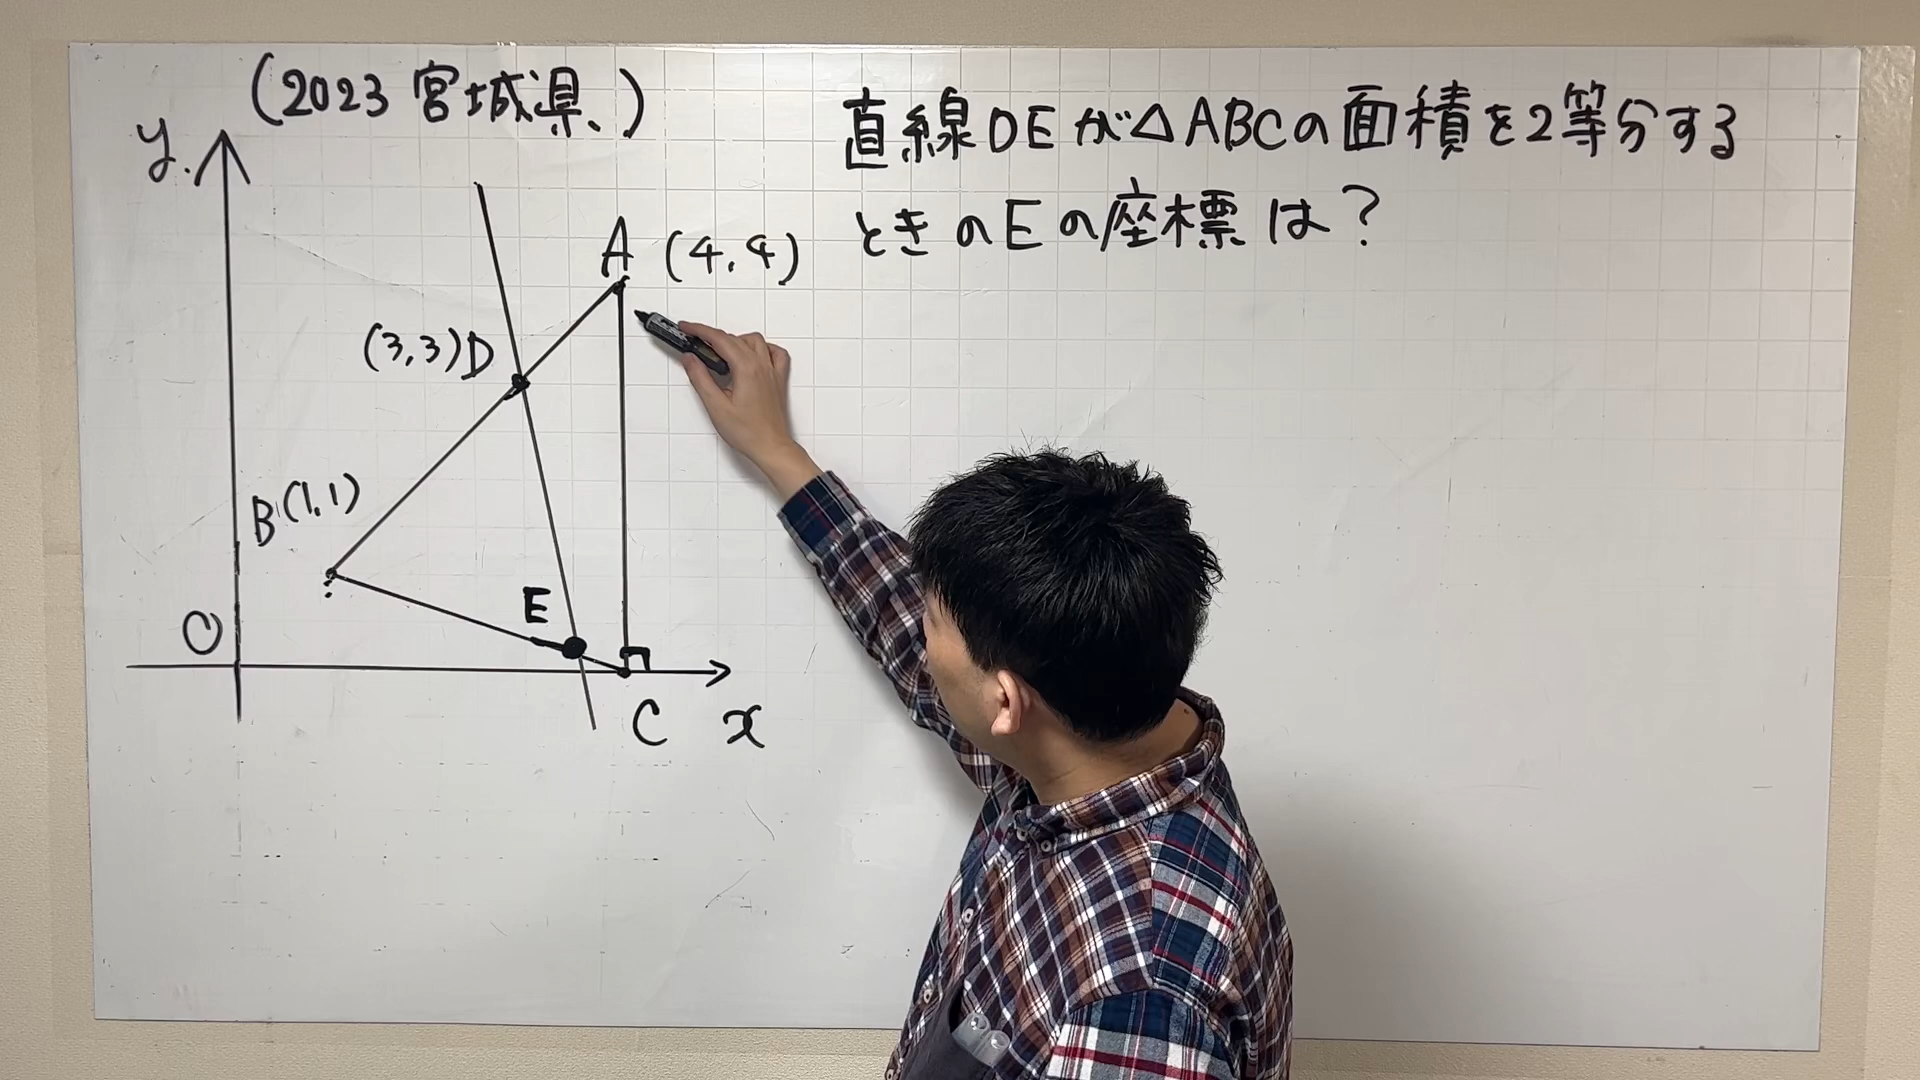 (2023 宮城県)
直線DEが△ABCの面積を2等分する
ときのEの座標は?
y
A (4,4)
(3,3)D
B(1,1)
E
O
C x